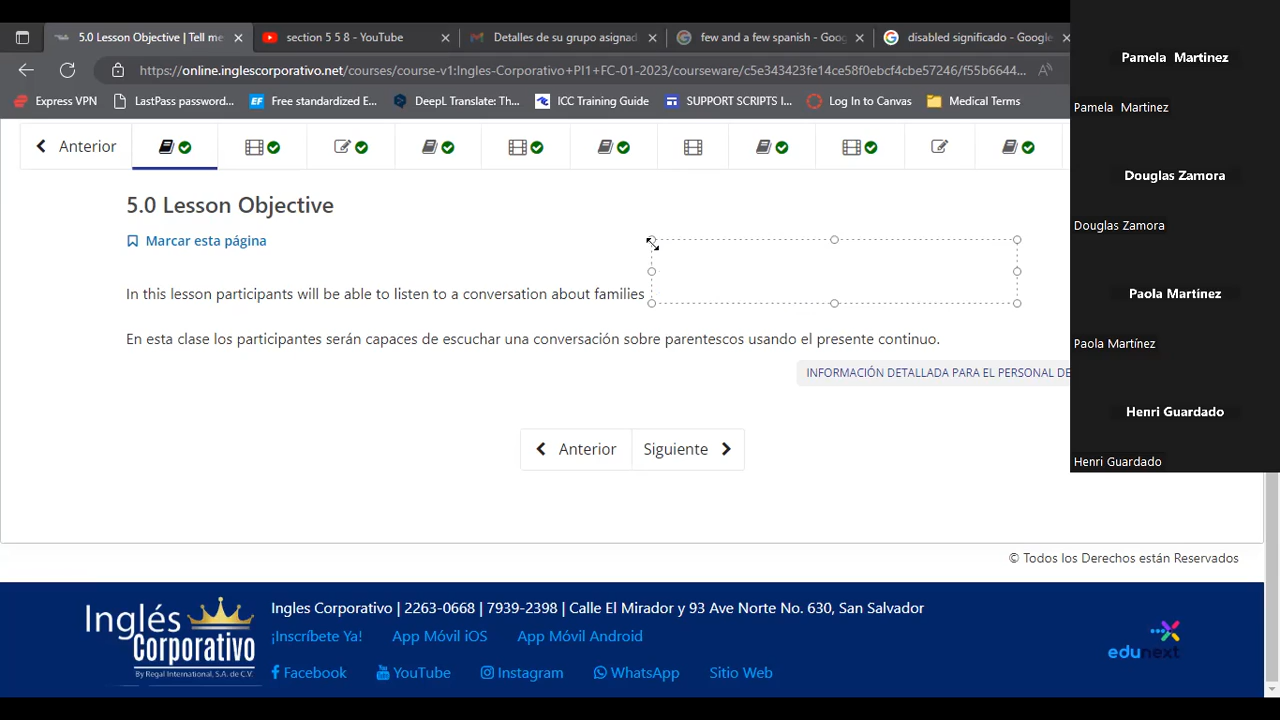 5.0 Lesson Objective | Tell me
section 5 5 8 - YouTube
Detalles de su grupo asignad
few and a few spanish - Goog
disabled significado - Google
https://online.inglescorporativo.net/courses/course-v1:Ingles-Corporativo+PI1+FC-01-2023/courseware/c5e343423fe14ce58f0ebcf4cbe57246/f55b6644...
Express VPN
LastPass password...
EF Free standardized E...
DeepL Translate: Th...
ICC Training Guide
SUPPORT SCRIPTS I...
Log In to Canvas
Medical Terms
Anterior
5.0 Lesson Objective
Marcar esta página
In this lesson participants will be able to listen to a conversation about families
En esta clase los participantes serán capaces de escuchar una conversación sobre parentescos usando el presente continuo.
INFORMACIÓN DETALLADA PARA EL PERSONAL DE
Anterior
Siguiente
© Todos los Derechos están Reservados
Inglés
Corporativo
By Regal International, S.A. de C.V.
Ingles Corporativo | 2263-0668 | 7939-2398 | Calle El Mirador y 93 Ave Norte No. 630, San Salvador
¡Inscríbete Ya!
App Móvil iOS
App Móvil Android
Facebook
YouTube
Instagram
WhatsApp
Sitio Web
edunext
Pamela Martinez
Pamela Martinez
Douglas Zamora
Douglas Zamora
Paola Martínez
Paola Martínez
Henri Guardado
Henri Guardado